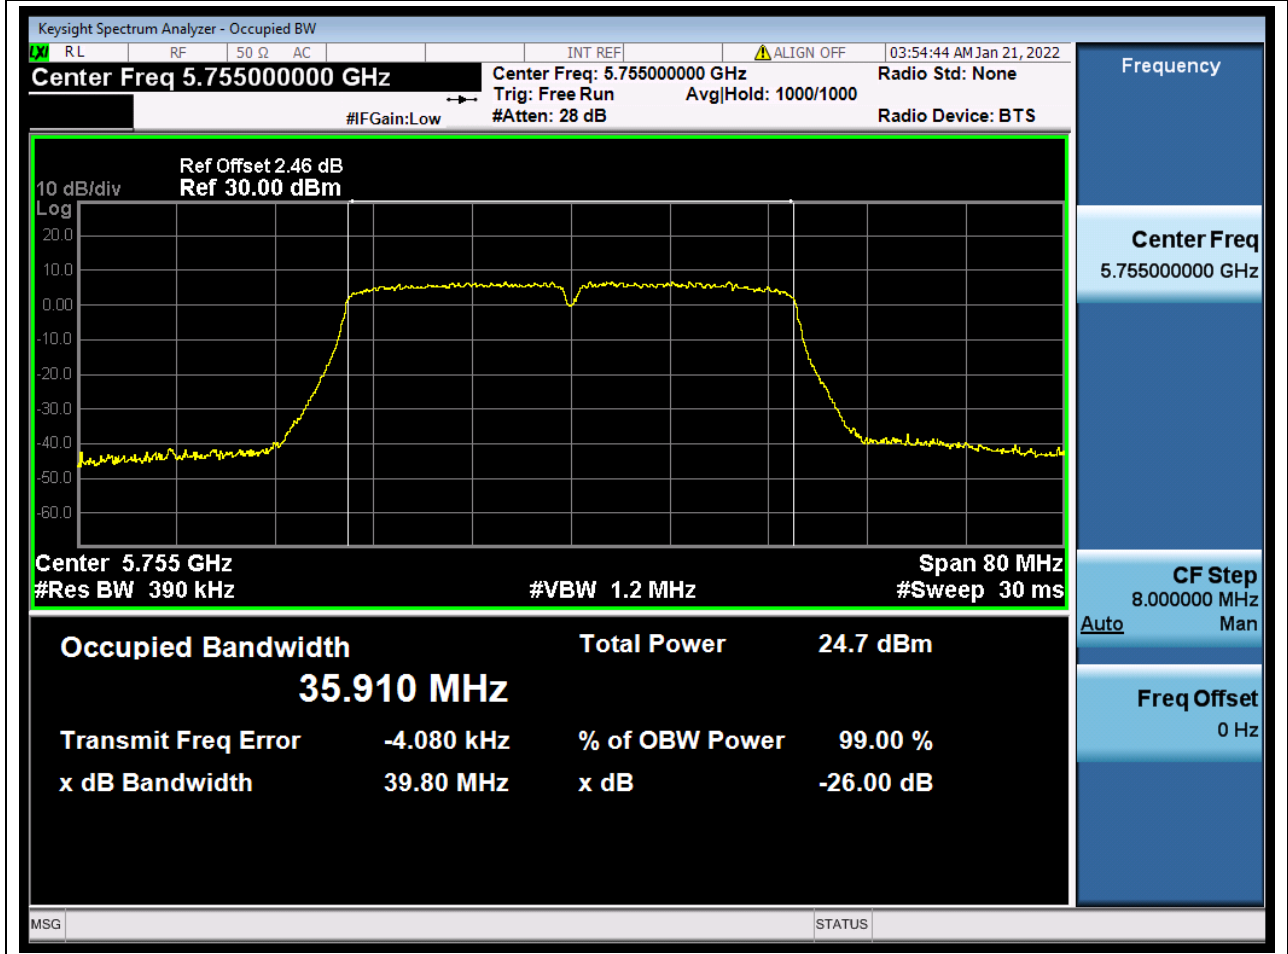 Keysight Spectrum Analyzer - Occupied BW
LXI RL RF 50 Ω AC INT REF ALIGN OFF 03:54:44 AM Jan 21, 2022
Center Freq 5.755000000 GHz
Center Freq: 5.755000000 GHz
Radio Std: None
Trig: Free Run Avg|Hold: 1000/1000
#IFGain:Low
#Atten: 28 dB
Radio Device: BTS
Ref Offset 2.46 dB
10 dB/div Ref 30.00 dBm
Log
20.0
10.0
0.00
-10.0
-20.0
-30.0
-40.0
-50.0
-60.0
Center 5.755 GHz Span 80 MHz
#Res BW 390 kHz #VBW 1.2 MHz #Sweep 30 ms
Occupied Bandwidth Total Power 24.7 dBm
35.910 MHz
Transmit Freq Error -4.080 kHz % of OBW Power 99.00 %
x dB Bandwidth 39.80 MHz x dB -26.00 dB
MSG STATUS
Frequency
Center Freq
5.755000000 GHz
CF Step
8.000000 MHz
Auto Man
Freq Offset
0 Hz